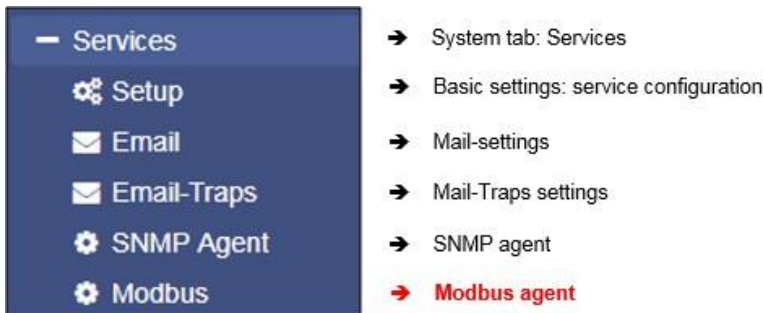 − Services ➔ System tab: Services
Setup ➔ Basic settings: service configuration
Email ➔ Mail-settings
Email-Traps ➔ Mail-Traps settings
SNMP Agent ➔ SNMP agent
Modbus ➔ Modbus agent